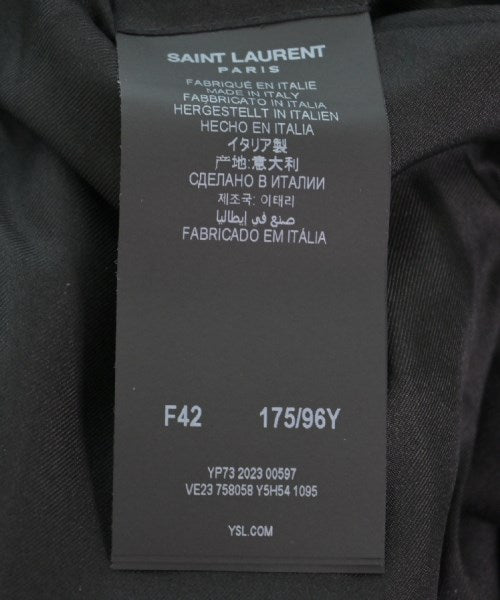 SAINT LAURENT
PARIS
FABRIQUÉ EN ITALIE
MADE IN ITALY
FABBRICATO IN ITALIA
HERGESTELLT IN ITALIEN
HECHO EN ITALIA
イタリア製
产地:意大利
СДЕЛАНО В ИТАЛИИ
제조국: 이태리
صنع في إيطاليا
FABRICADO EM ITÁLIA
F42 175/96Y
YP73 2023 00597
VE23 758058 Y5H54 1095
YSL.COM